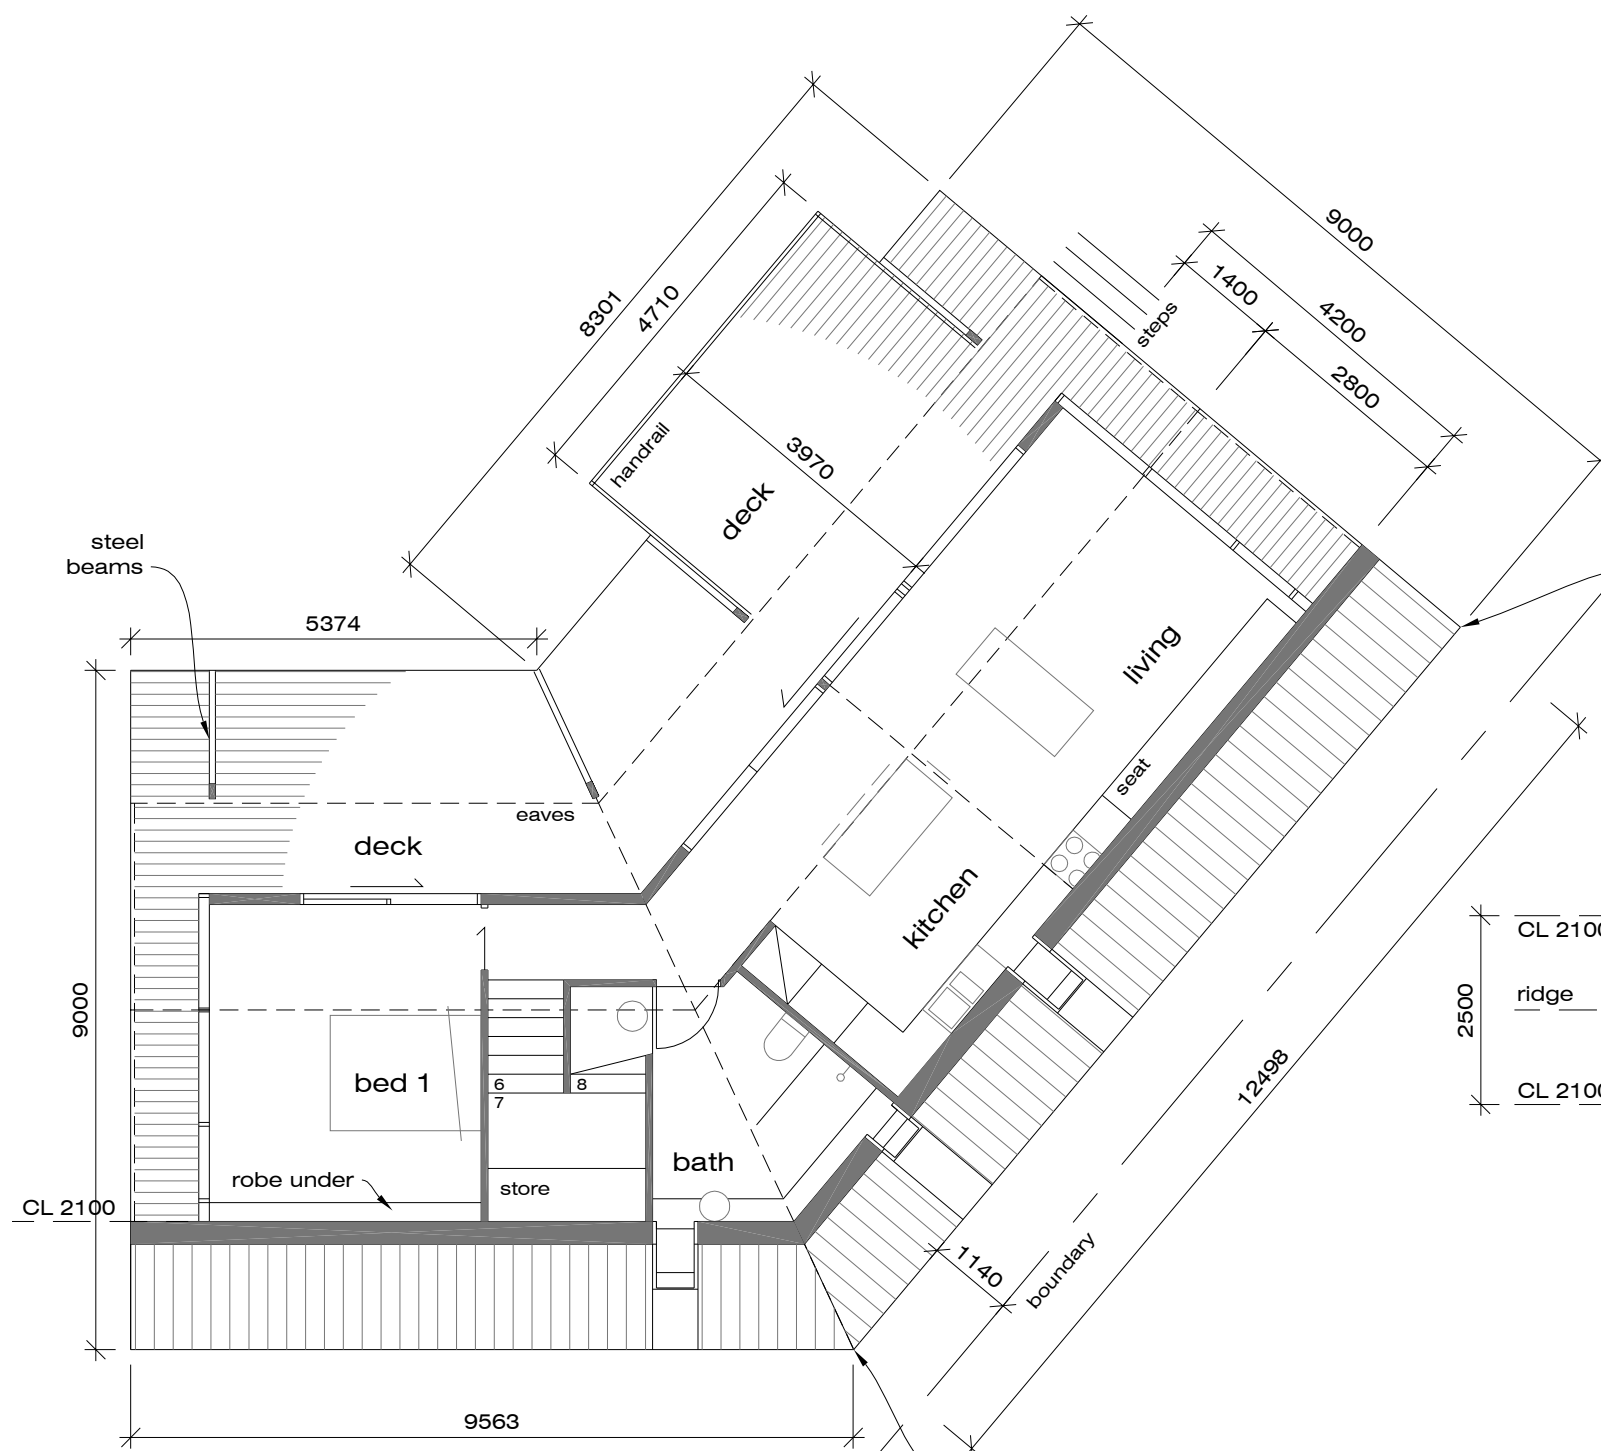 9000
8301
4710
1400
4200
2800
steps
3970
handrail
deck
steel
beams
5374
living
eaves
seat
deck
kitchen
CL 2100
ridge
2500
9000
bed 1
6
8
7
12498
CL 2100
bath
robe under
store
CL 2100
1140
boundary
9563